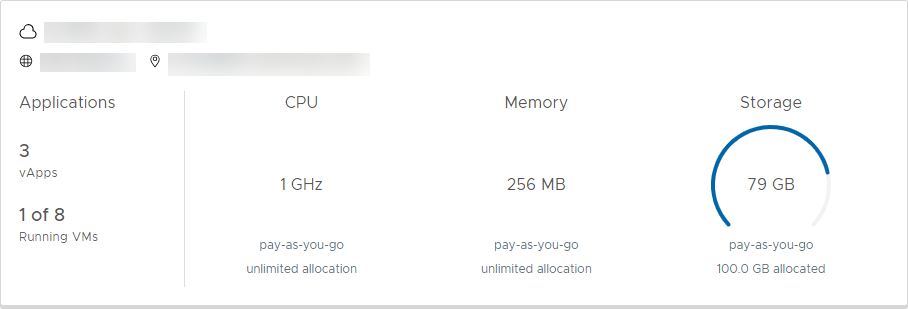 Applications
3
vApps
1 of 8
Running VMs
CPU
1 GHz
pay-as-you-go
unlimited allocation
Memory
256 MB
pay-as-you-go
unlimited allocation
Storage
79 GB
pay-as-you-go
100.0 GB allocated